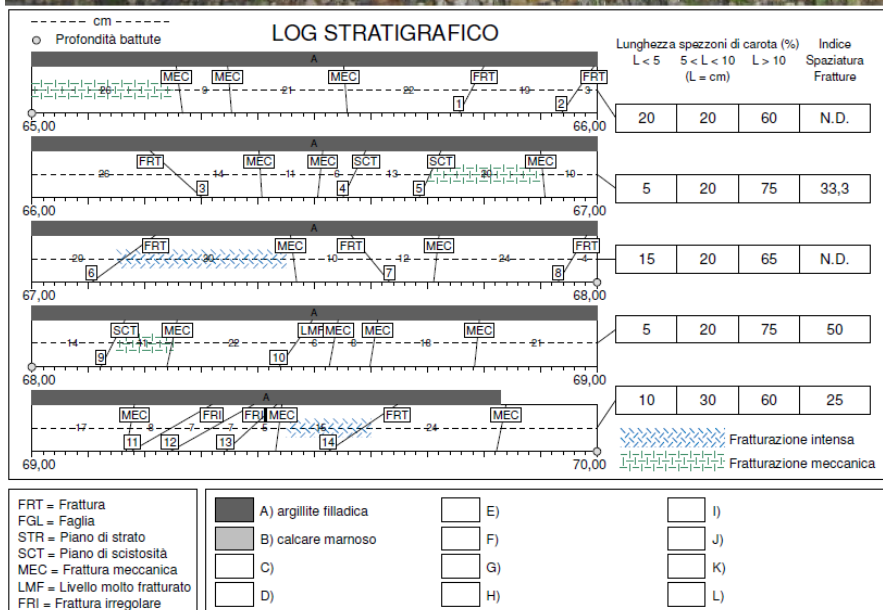 cm
LOG STRATIGRAFICO
Profondità battute
Lunghezza spezzoni di carota (%)
L < 5 5 < L < 10 L > 10
(L = cm)
Indice
Spaziatura
Fratture
A
MEC MEC MEC FRT FRT
9 21 22 19 3
1 2
65,00 66,00
20 20 60 N.D.
FRT MEC MEC SCT SCT MEC
26 14 11 6 13 20 10
3 4 5
66,00 67,00
5 20 75 33,3
A
FRT MEC FRT MEC FRT
20 30 10 12 24 4
6 7 8
67,00 68,00
15 20 65 N.D.
A
SCT MEC LMF MEC MEC MEC
14 11 22 6 8 18 21
9 10
68,00 69,00
5 20 75 50
A
MEC FRI FRI MEC FRT MEC
17 8 7 7 5 15 24
11 12 13 14
69,00 70,00
10 30 60 25
Fratturazione intensa
Fratturazione meccanica
FRT = Frattura
FGL = Faglia
STR = Piano di strato
SCT = Piano di scistosità
MEC = Frattura meccanica
LMF = Livello molto fratturato
FRI = Frattura irregolare
A) argillite filladica
B) calcare marnoso
C)
D)
E)
F)
G)
H)
I)
J)
K)
L)